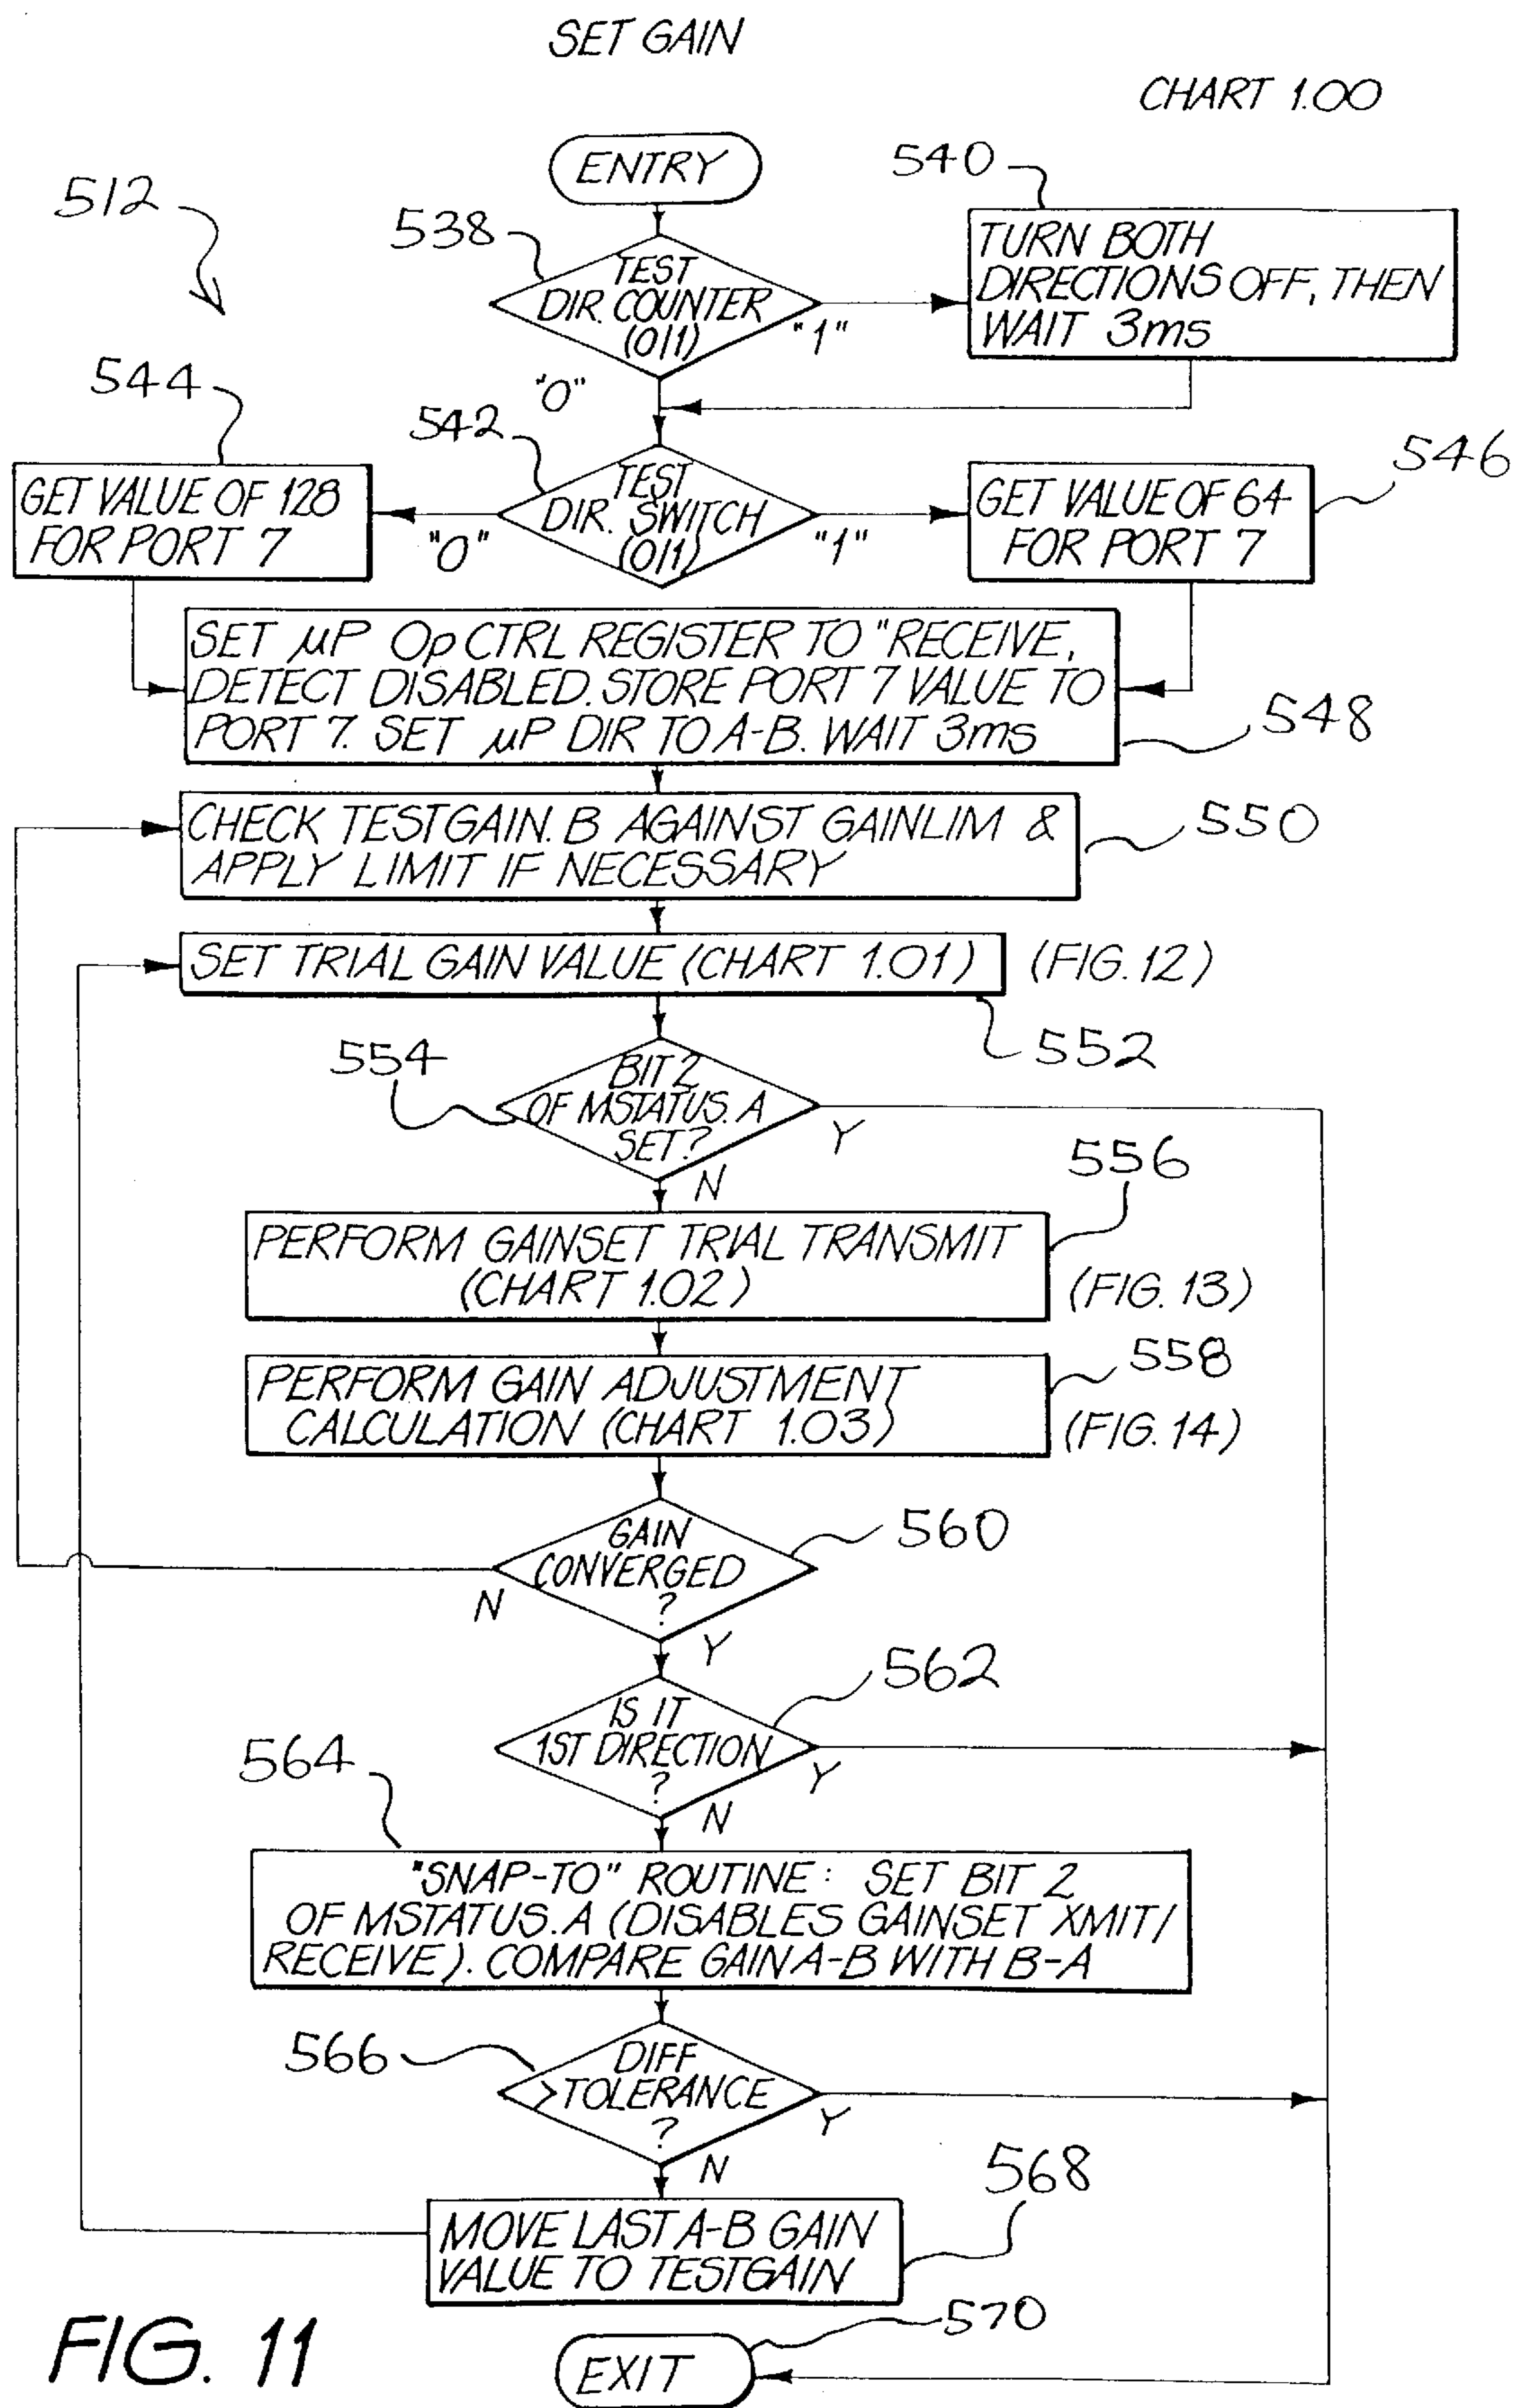 SET GAIN
CHART 1.00
ENTRY
512
538
TEST
DIR. COUNTER
(0/1)
"1"
"0"
540
TURN BOTH
DIRECTIONS OFF, THEN
WAIT 3ms
542
TEST
DIR. SWITCH
(0/1)
"0"
"1"
544
GET VALUE OF 128
FOR PORT 7
546
GET VALUE OF 64
FOR PORT 7
SET µP Op CTRL REGISTER TO "RECEIVE,
DETECT DISABLED. STORE PORT 7 VALUE TO
PORT 7. SET µP DIR TO A-B. WAIT 3ms
548
CHECK TESTGAIN. B AGAINST GAINLIM &
APPLY LIMIT IF NECESSARY
550
SET TRIAL GAIN VALUE (CHART 1.01)
(FIG. 12)
552
554
BIT 2
OF MSTATUS. A
SET?
Y
N
556
PERFORM GAINSET TRIAL TRANSMIT
(CHART 1.02)
(FIG. 13)
558
PERFORM GAIN ADJUSTMENT
CALCULATION (CHART 1.03)
(FIG. 14)
560
GAIN
CONVERGED
?
N
Y
562
IS IT
1ST DIRECTION
?
Y
N
564
"SNAP-TO" ROUTINE: SET BIT 2
OF MSTATUS.A (DISABLES GAINSET XMIT/
RECEIVE). COMPARE GAIN A-B WITH B-A
566
DIFF
>TOLERANCE
?
Y
N
568
MOVE LAST A-B GAIN
VALUE TO TESTGAIN
570
EXIT
FIG. 11